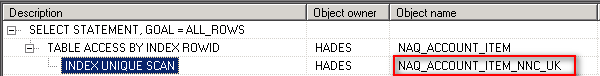 Description Object owner Object name
SELECT STATEMENT, GOAL = ALL_ROWS
TABLE ACCESS BY INDEX ROWID HADES NAQ_ACCOUNT_ITEM
INDEX UNIQUE SCAN HADES NAQ_ACCOUNT_ITEM_NNC_UK